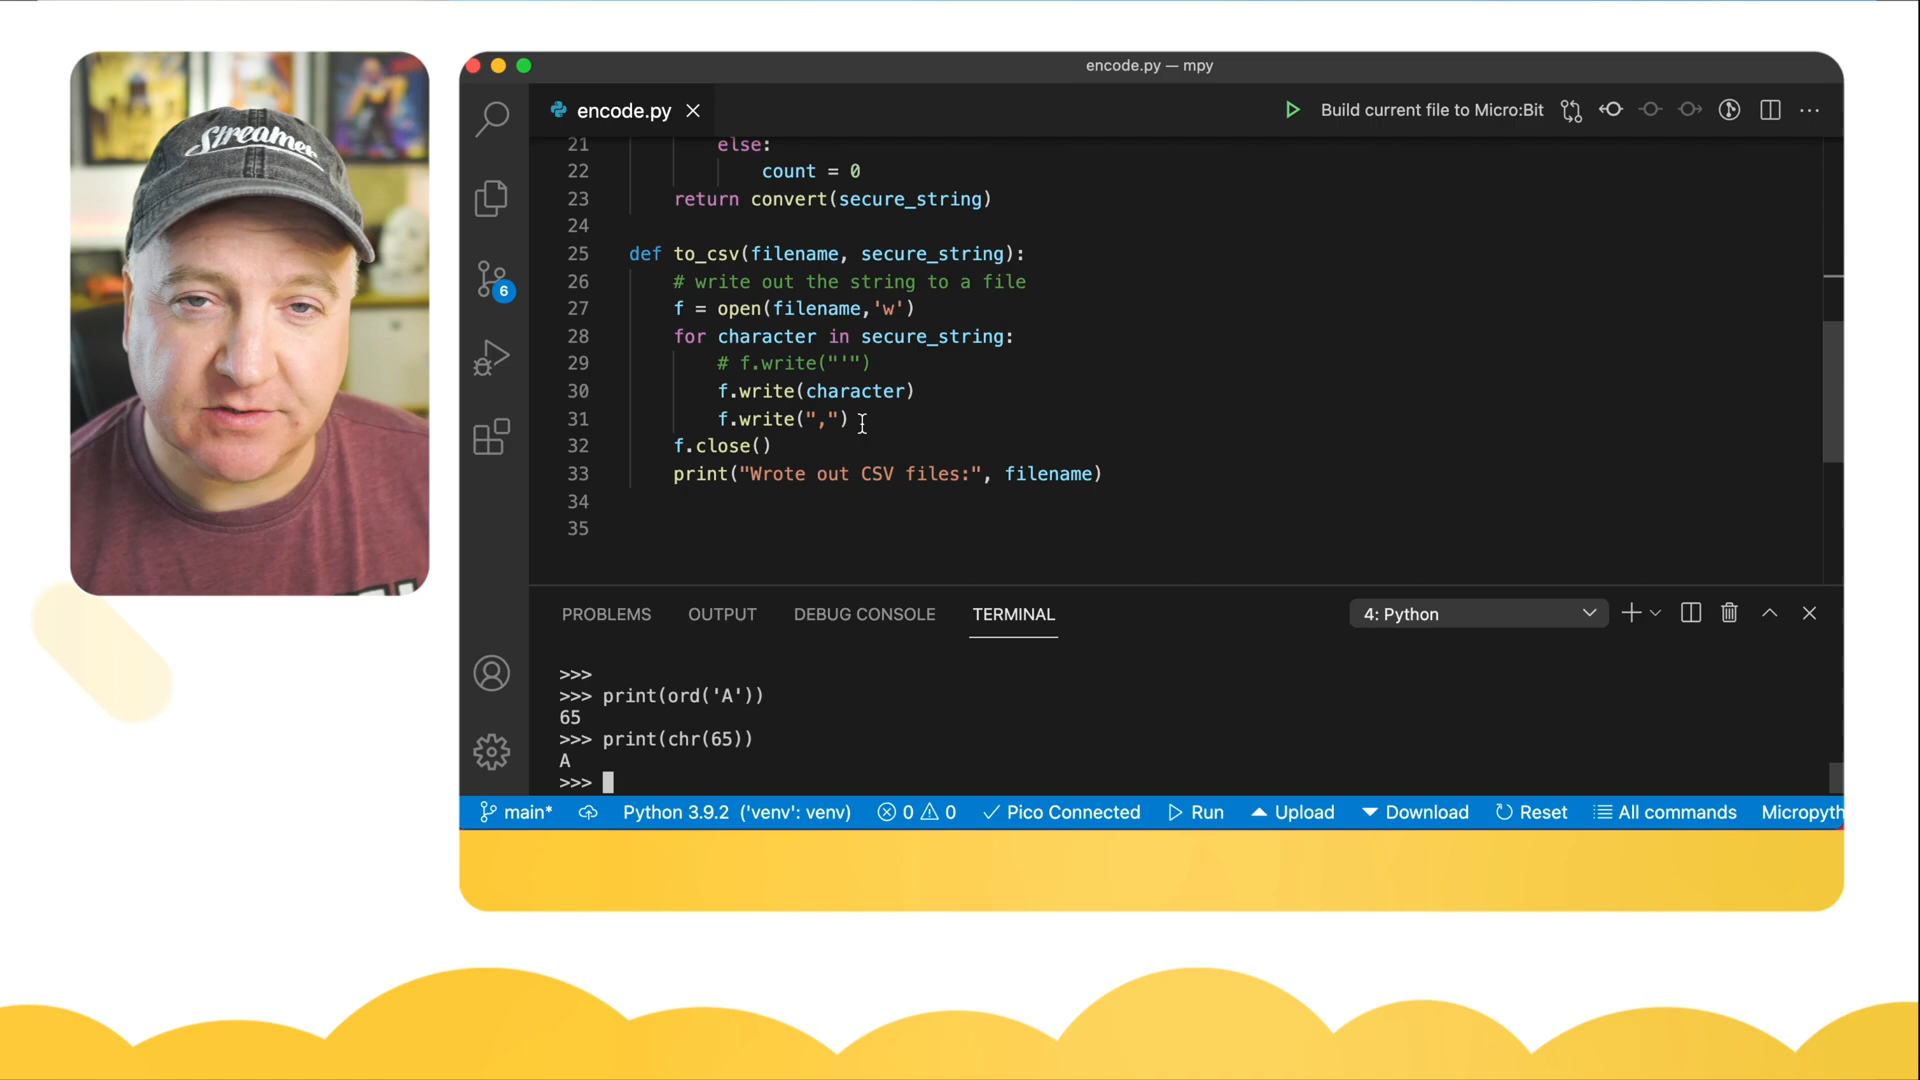 Streamer
encode.py — mpy
encode.py
Build current file to Micro:Bit
21 else:
22 count = 0
23 return convert(secure_string)
24
25 def to_csv(filename, secure_string):
26 # write out the string to a file
27 f = open(filename,'w')
28 for character in secure_string:
29 # f.write("'")
30 f.write(character)
31 f.write(",")
32 f.close()
33 print("Wrote out CSV files:", filename)
34
35
6
PROBLEMS OUTPUT DEBUG CONSOLE TERMINAL 4: Python
>>>
>>> print(ord('A'))
65
>>> print(chr(65))
A
>>>
main* Python 3.9.2 ('venv': venv) 0 0 Pico Connected Run Upload Download Reset All commands Micropyth